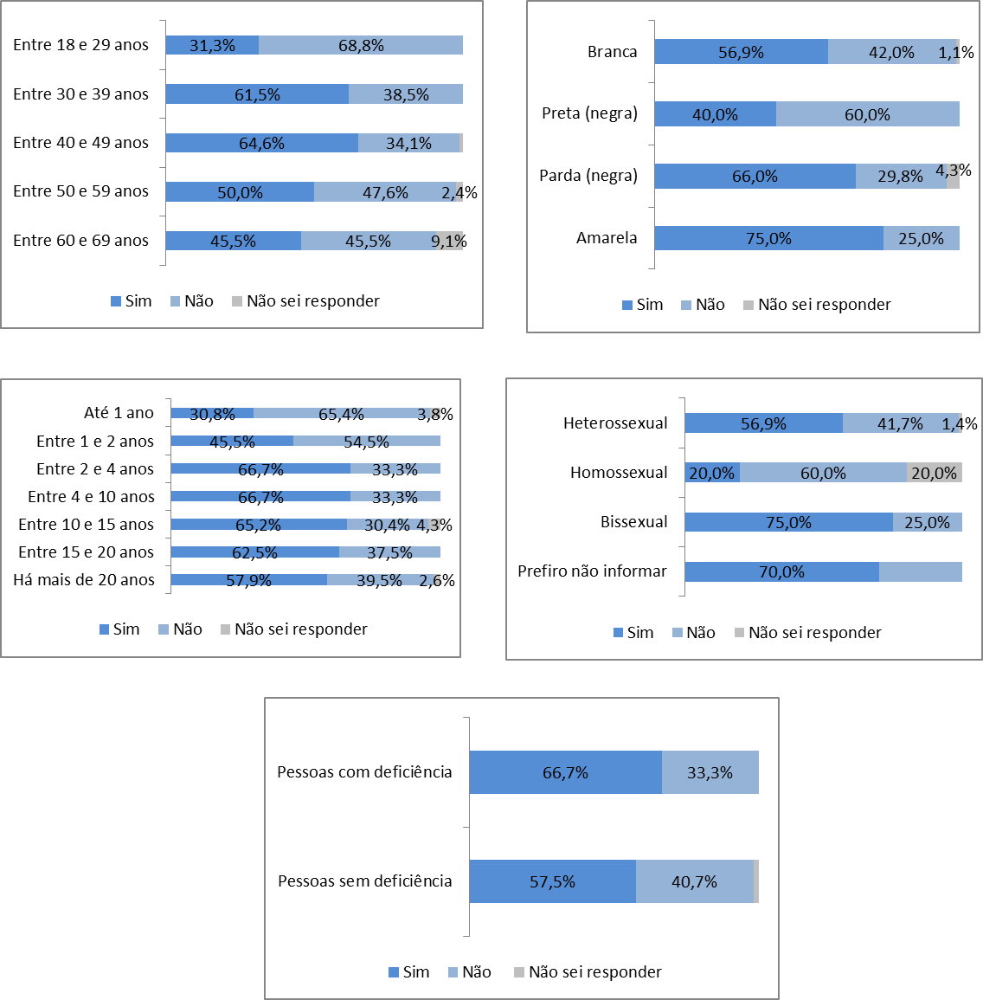 Entre 18 e 29 anos 31,3% 68,8%
Entre 30 e 39 anos 61,5% 38,5%
Entre 40 e 49 anos 64,6% 34,1%
Entre 50 e 59 anos 50,0% 47,6% 2,4%
Entre 60 e 69 anos 45,5% 45,5% 9,1%
Sim Não Não sei responder
Branca 56,9% 42,0% 1,1%
Preta (negra) 40,0% 60,0%
Parda (negra) 66,0% 29,8% 4,3%
Amarela 75,0% 25,0%
Sim Não Não sei responder
Até 1 ano 30,8% 65,4% 3,8%
Entre 1 e 2 anos 45,5% 54,5%
Entre 2 e 4 anos 66,7% 33,3%
Entre 4 e 10 anos 66,7% 33,3%
Entre 10 e 15 anos 65,2% 30,4% 4,3%
Entre 15 e 20 anos 62,5% 37,5%
Há mais de 20 anos 57,9% 39,5% 2,6%
Sim Não Não sei responder
Heterossexual 56,9% 41,7% 1,4%
Homossexual 20,0% 60,0% 20,0%
Bissexual 75,0% 25,0%
Prefiro não informar 70,0%
Sim Não Não sei responder
Pessoas com deficiência 66,7% 33,3%
Pessoas sem deficiência 57,5% 40,7%
Sim Não Não sei responder